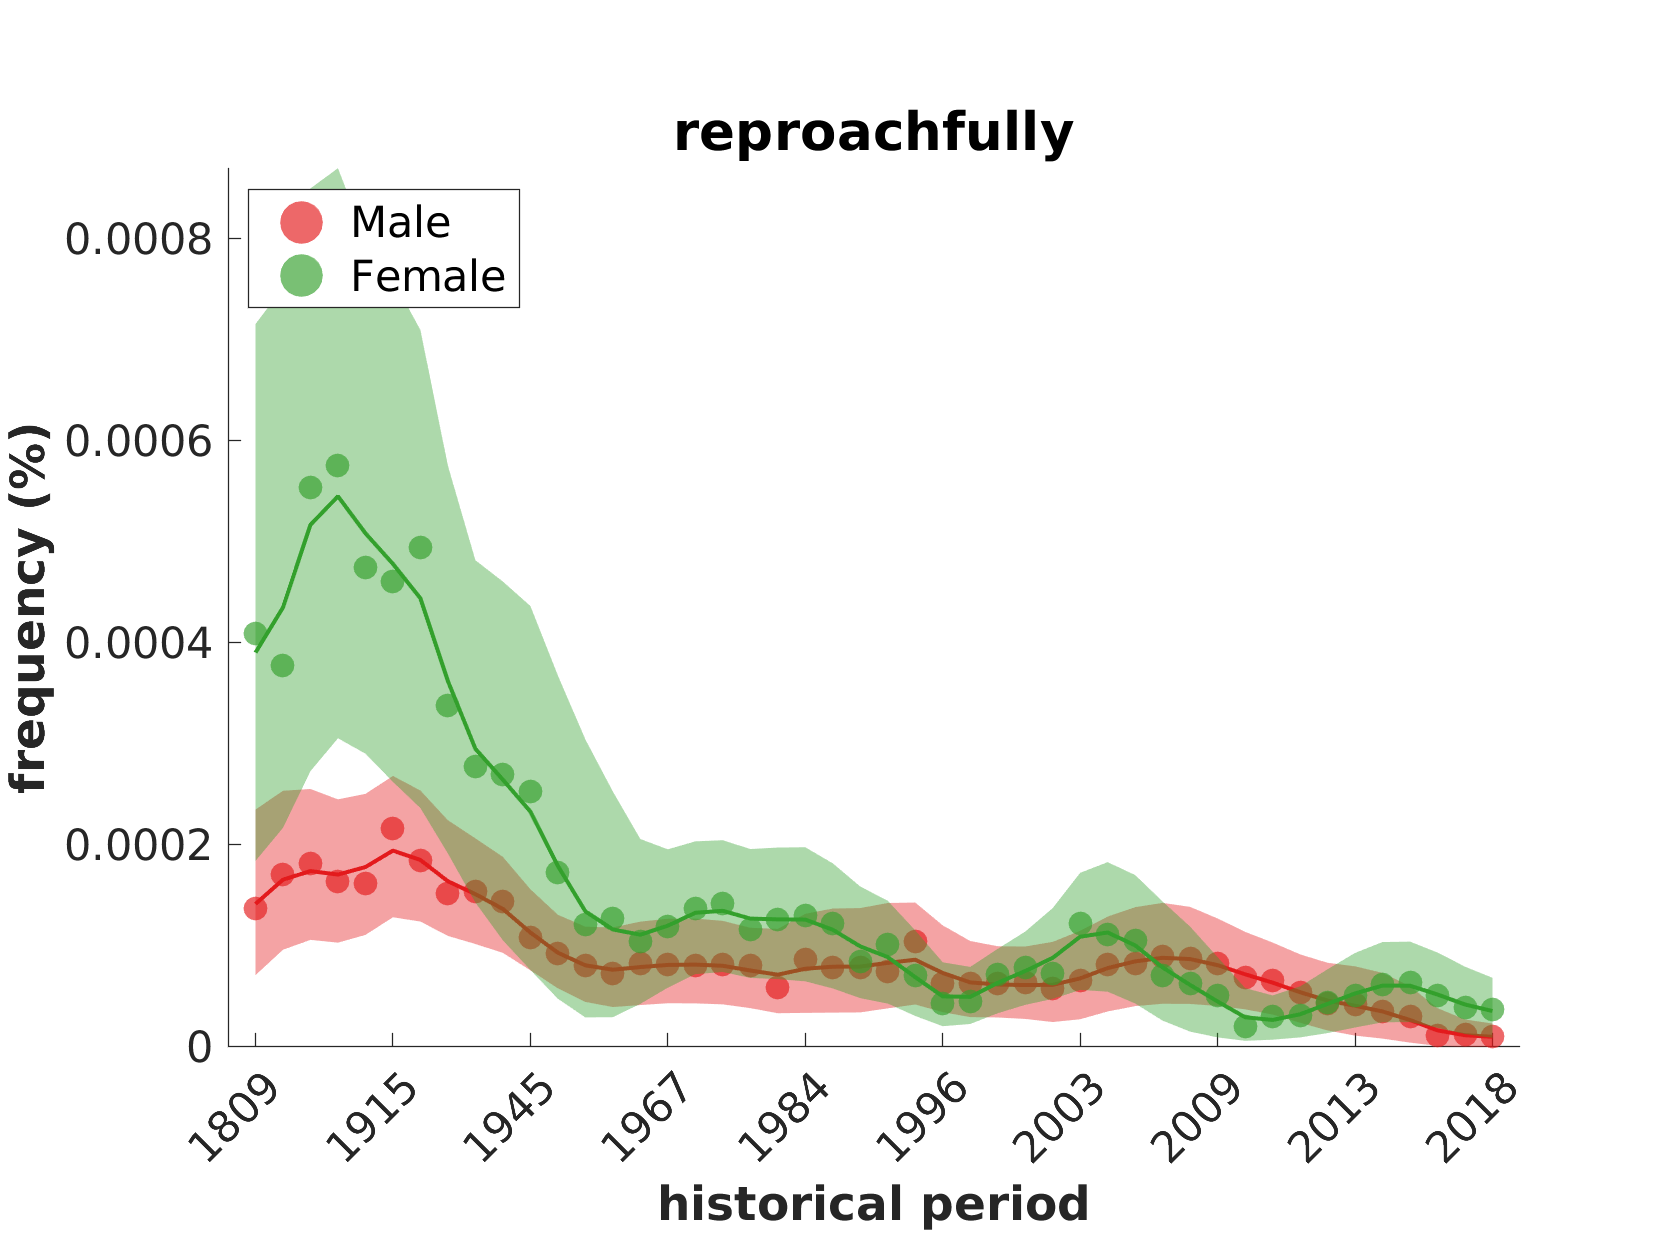 reproachfully
Male
Female
0.0008
0.0006
0.0004
0.0002
0
frequency (%)
1809 1915 1945 1967 1984 1996 2003 2009 2013 2018
historical period